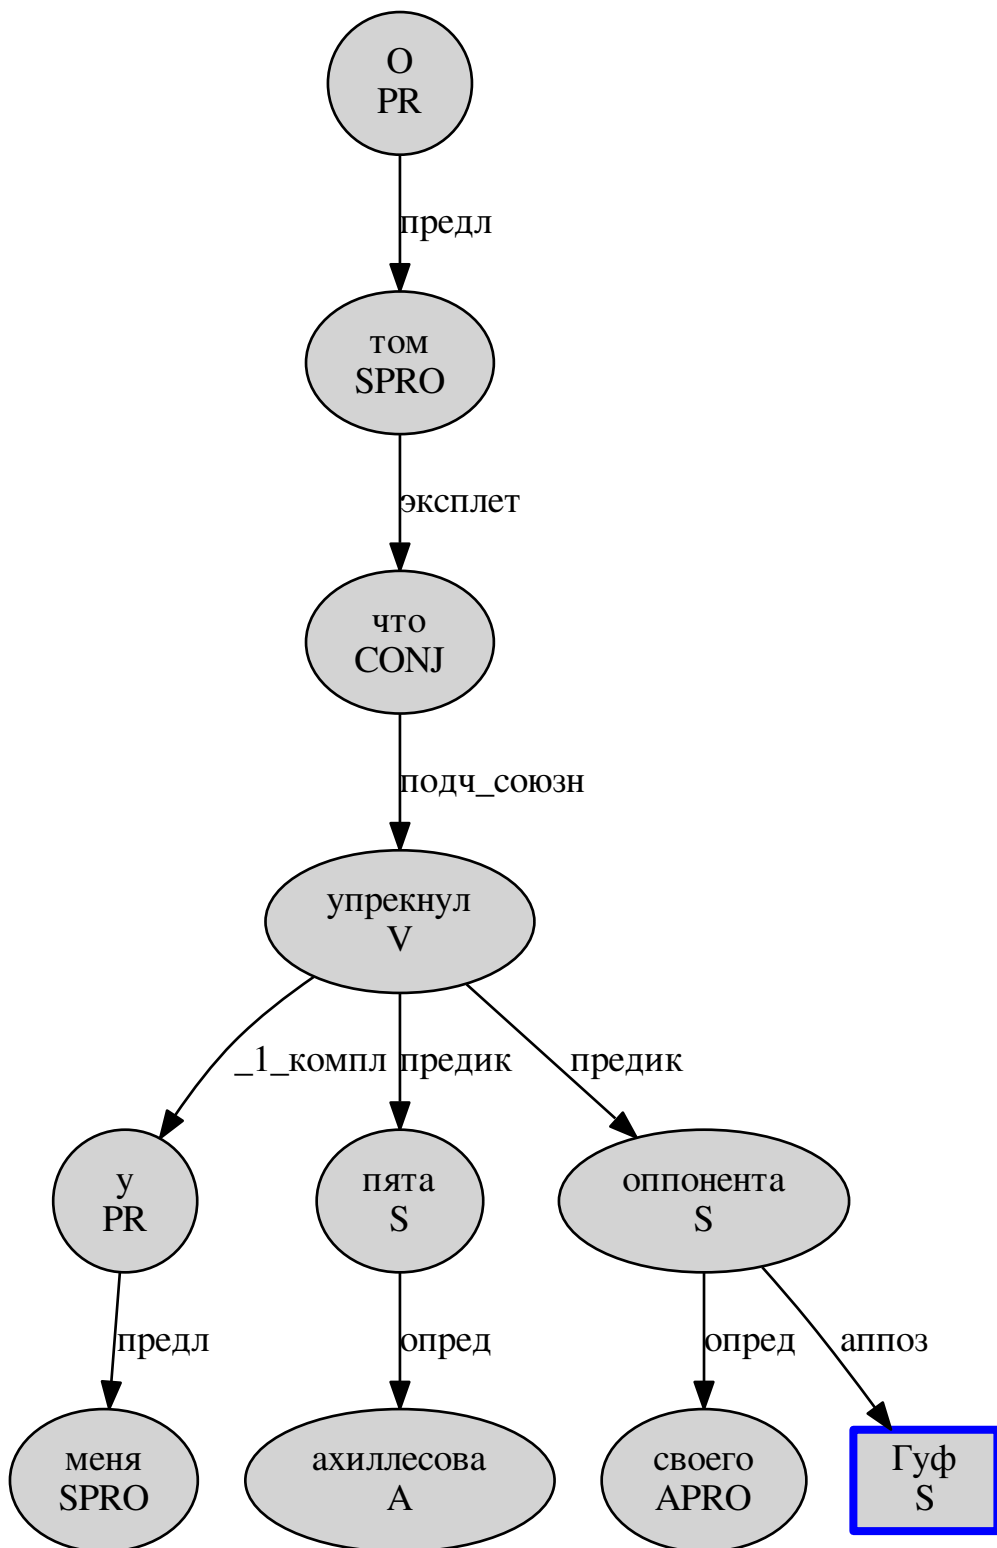 О
PR
предл
том
SPRO
эксплет
что
CONJ
подч_союзн
упрекнул
V
_1_компл
предик
предик
у
PR
пята
S
оппонента
S
предл
опред
опред
аппоз
меня
SPRO
ахиллесова
A
своего
APRO
Гуф
S